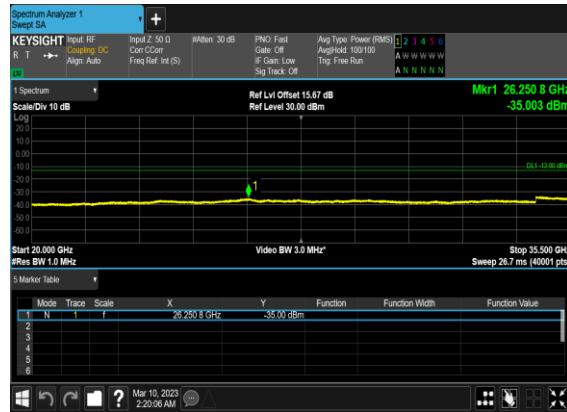 Spectrum Analyzer 1
Swept SA
+
KEYSIGHT Input: RF Input Z: 50 Ω #Atten: 30 dB PNO: Fast Avg Type: Power (RMS) 1 2 3 4 5 6
R T Coupling: DC Corr CCorr Gate: Off Avg|Hold: 100/100 A W W W W W
Align: Auto Freq Ref: Int (S) IF Gain: Low Trig: Free Run
Sig Track: Off A N N N N N
1 Spectrum Ref Lvl Offset 15.67 dB Mkr1 26.250 8 GHz
Scale/Div 10 dB Ref Level 30.00 dBm -35.003 dBm
Log
20.0
10.0
0.00
-10.0
DL1 -13.00 dBm
-20.0
1
-30.0
-40.0
-50.0
-60.0
Start 20.000 GHz Video BW 3.0 MHz* Stop 35.500 GHz
#Res BW 1.0 MHz Sweep 26.7 ms (40001 pts)
5 Marker Table
Mode Trace Scale X Y Function Function Width Function Value
1 N 1 f 26.250 8 GHz -35.00 dBm
2
3
4
5
6
? Mar 10, 2023
2:20:06 AM